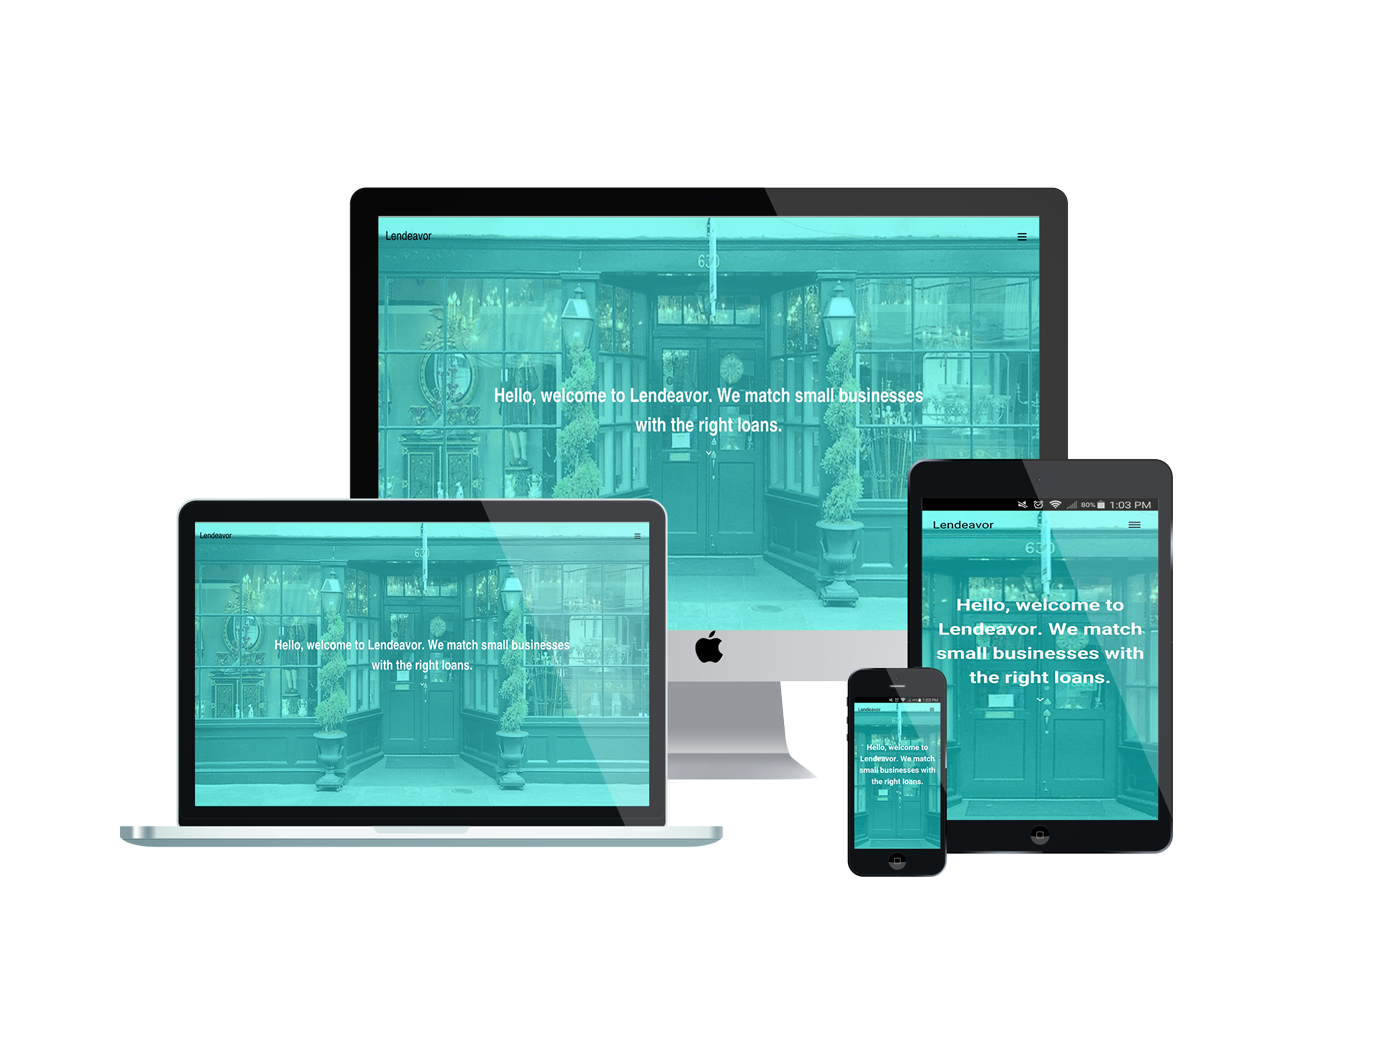 Lendeavor
630
Hello, welcome to Lendeavor. We match small businesses
with the right loans.
Lendeavor
630
Hello, welcome to Lendeavor. We match small businesses
with the right loans.
80% 1:03 PM
Lendeavor
630
Hello, welcome to
Lendeavor. We match
small businesses with
the right loans.
1:03 PM
Lendeavor
Hello, welcome to
Lendeavor. We match
small businesses with
the right loans.